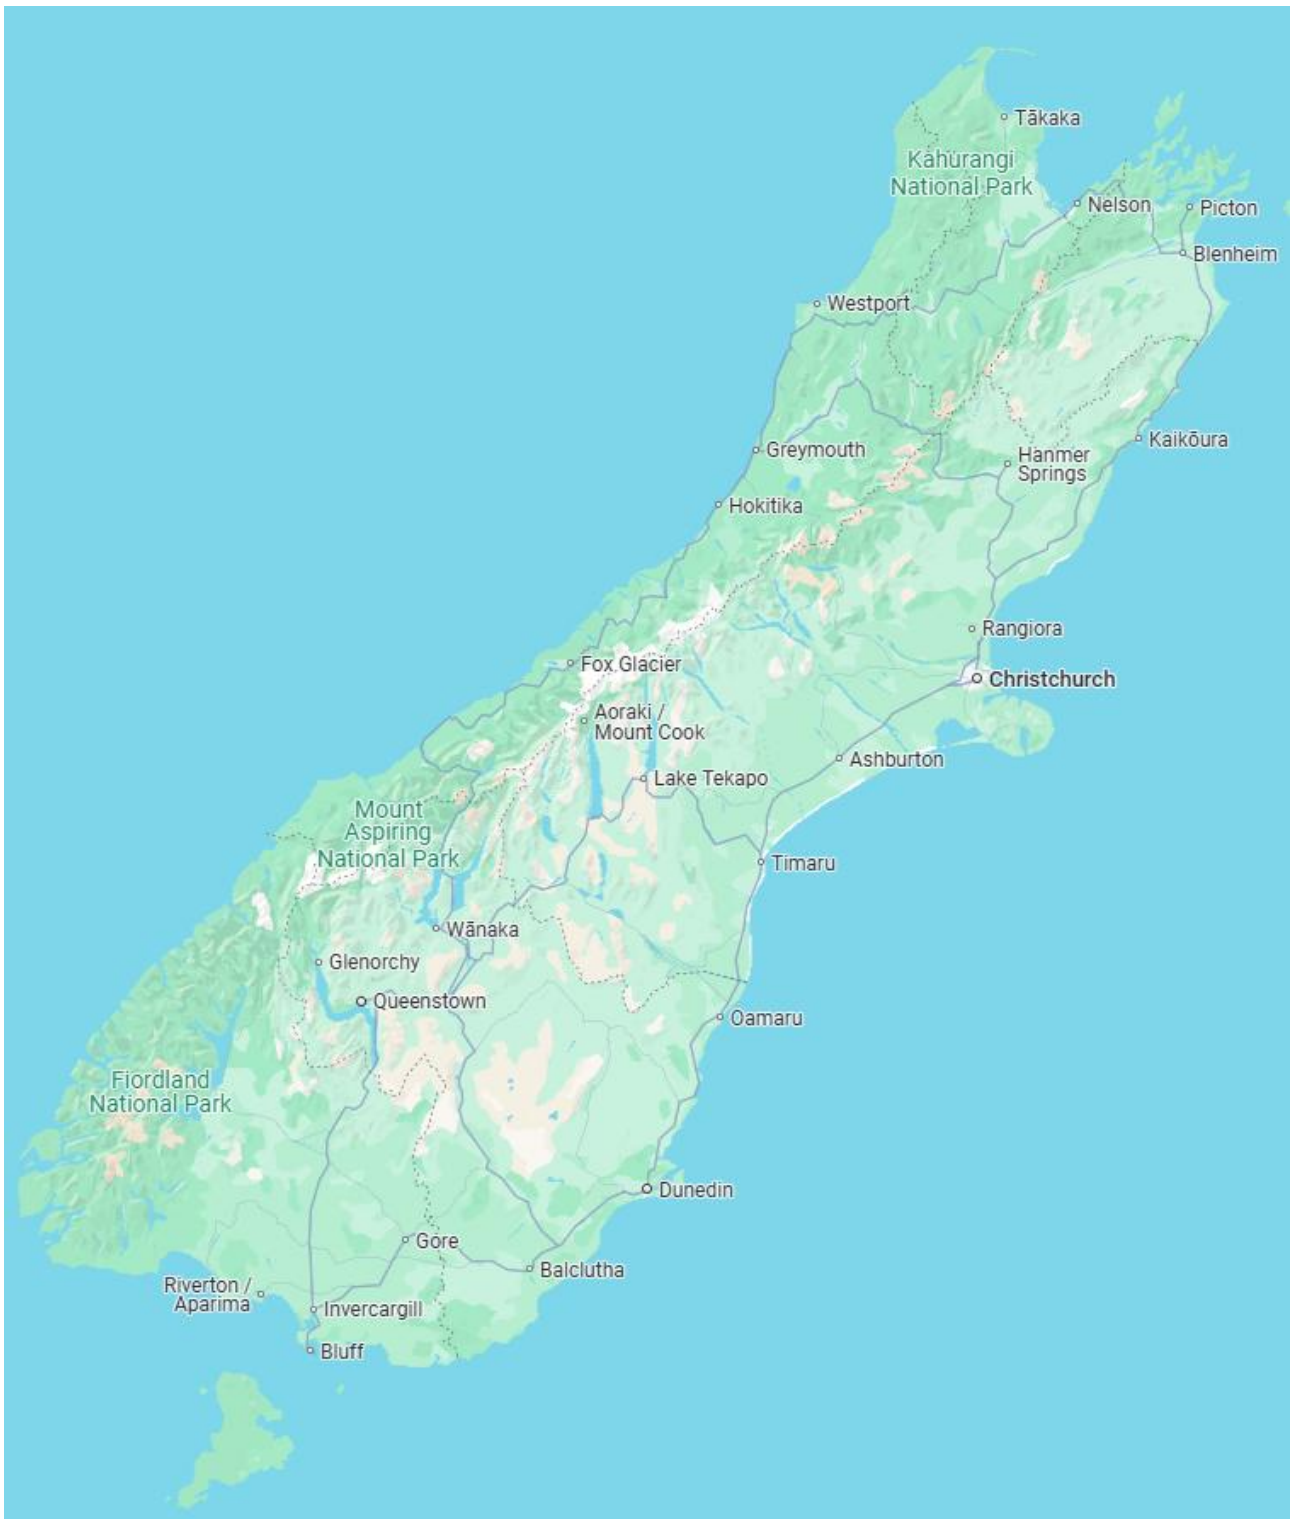 Tākaka
Kahurangi
National Park
Nelson
Picton
Blenheim
Westport
Kaikōura
Greymouth
Hanmer
Springs
Hokitika
Rangiora
Fox Glacier
Christchurch
Aoraki /
Mount Cook
Ashburton
Lake Tekapo
Mount
Aspiring
National Park
Timaru
Wānaka
Glenorchy
Queenstown
Oamaru
Fiordland
National Park
Dunedin
Gore
Balclutha
Riverton /
Aparima
Invercargill
Bluff